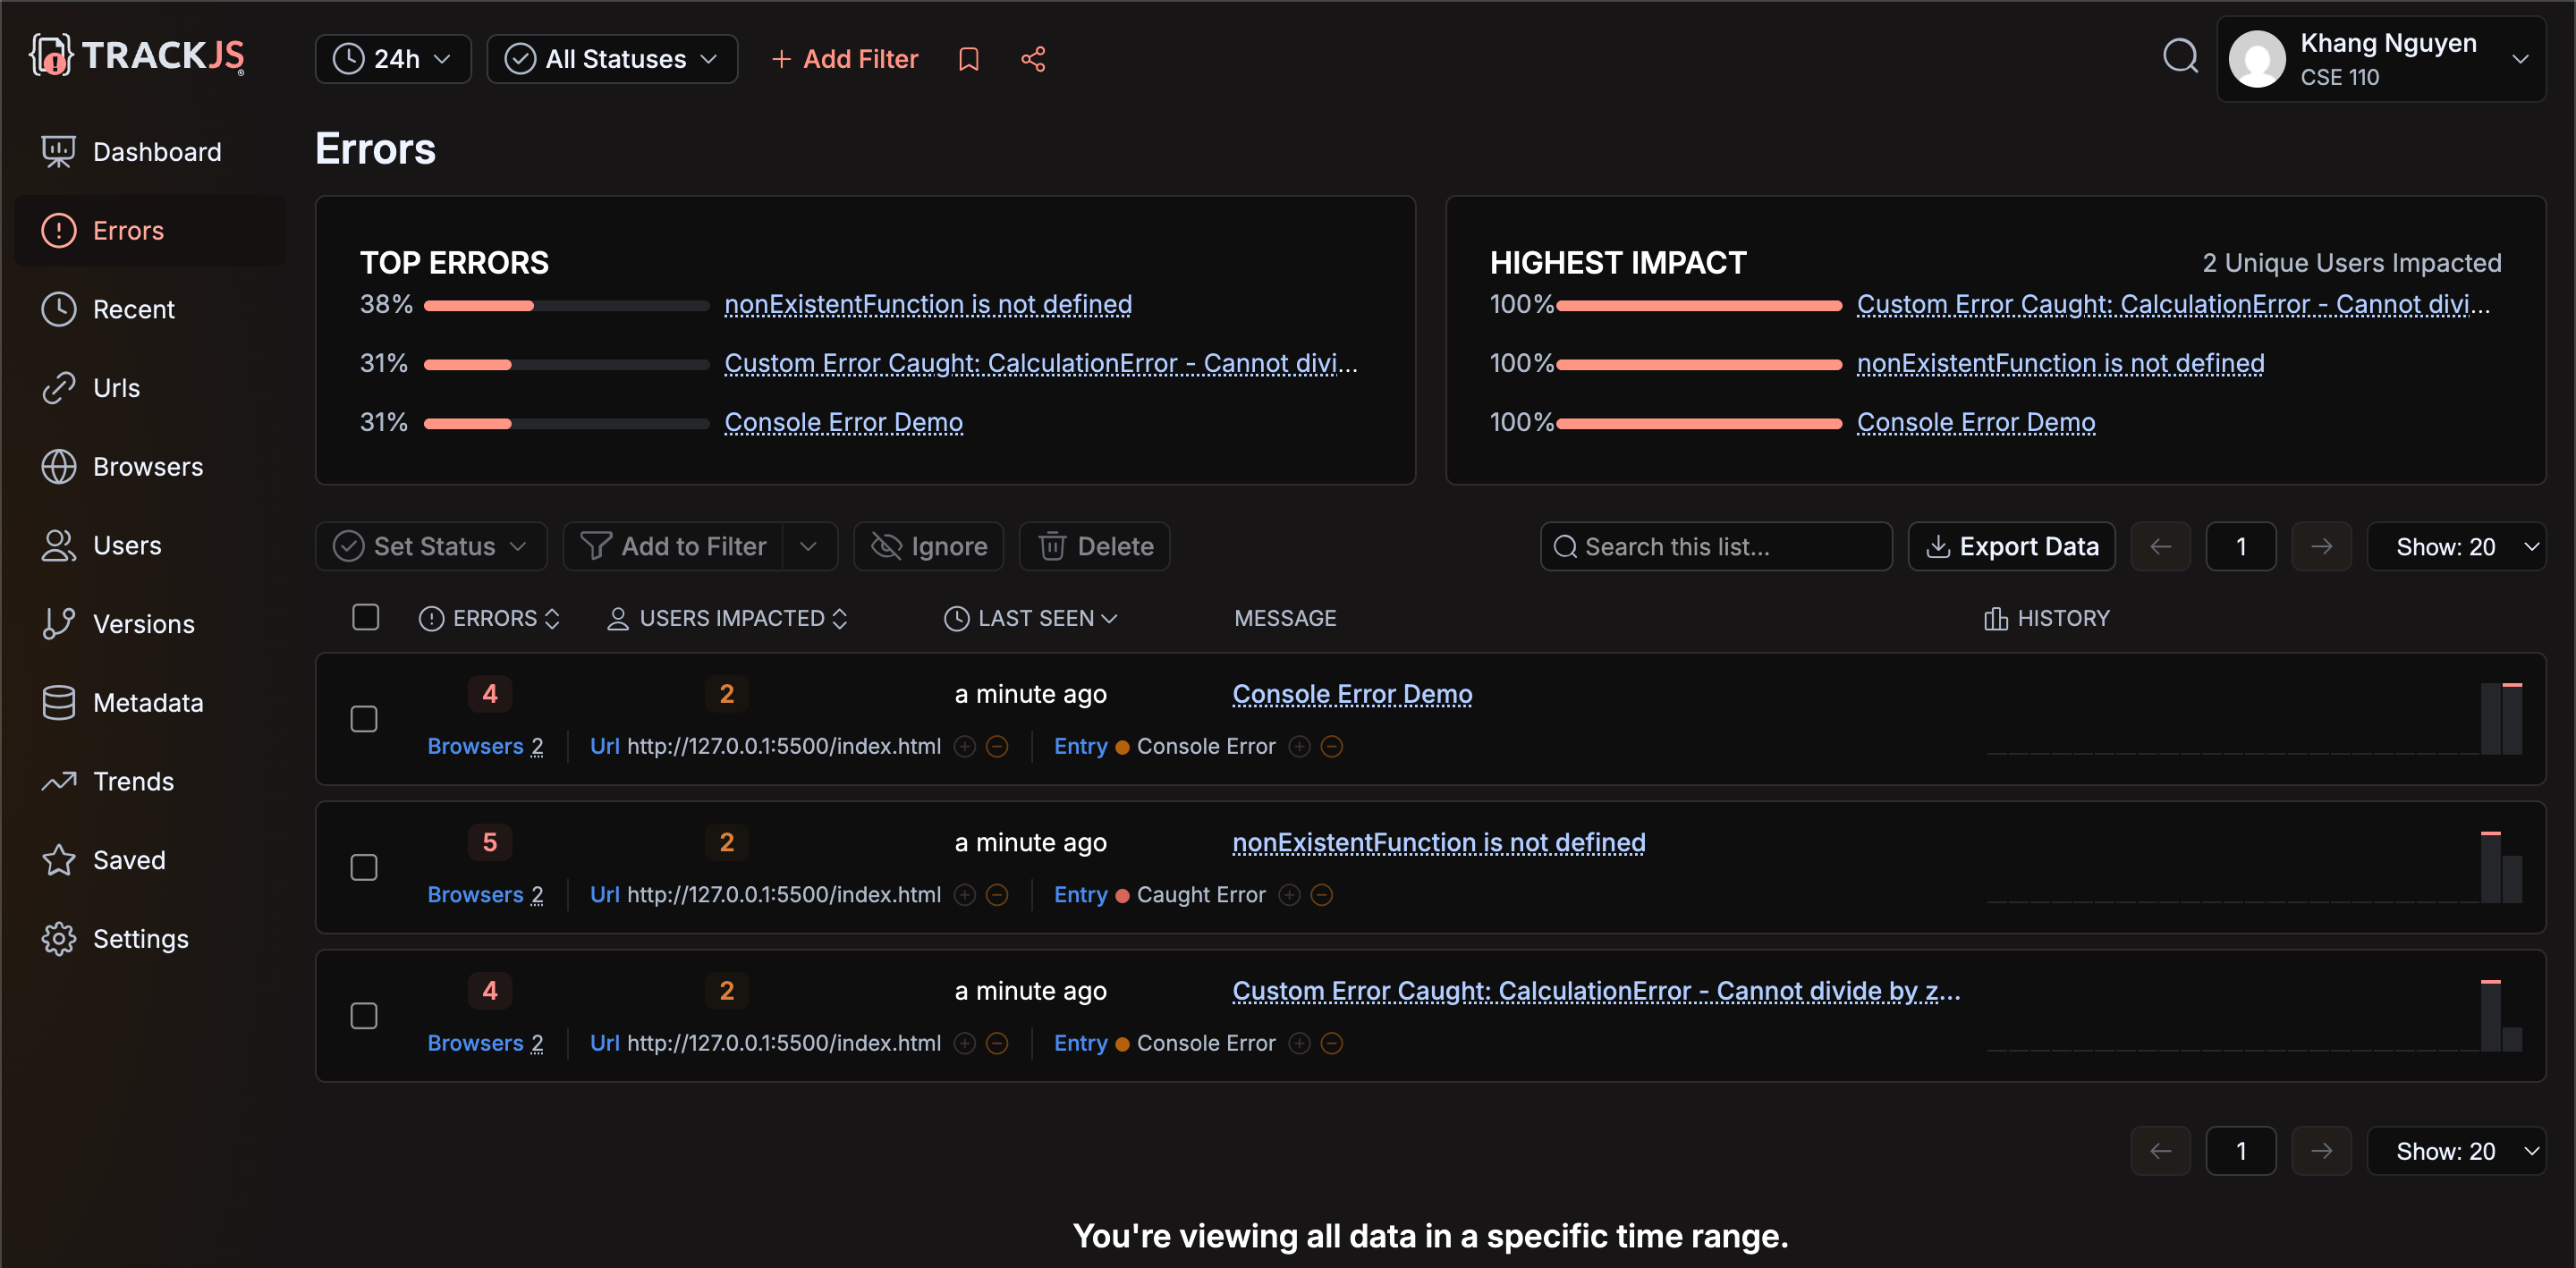 TRACKJS
24h
All Statuses
+ Add Filter
Khang Nguyen
CSE 110
Dashboard
Errors
Recent
Urls
Browsers
Users
Versions
Metadata
Trends
Saved
Settings
Errors
TOP ERRORS
38% nonExistentFunction is not defined
31% Custom Error Caught: CalculationError - Cannot divi...
31% Console Error Demo
HIGHEST IMPACT 2 Unique Users Impacted
100% Custom Error Caught: CalculationError - Cannot divi...
100% nonExistentFunction is not defined
100% Console Error Demo
Set Status Add to Filter Ignore Delete Search this list... Export Data 1 Show: 20
ERRORS USERS IMPACTED LAST SEEN MESSAGE HISTORY
4 2 a minute ago Console Error Demo
Browsers 2 Url http://127.0.0.1:5500/index.html Entry Console Error
5 2 a minute ago nonExistentFunction is not defined
Browsers 2 Url http://127.0.0.1:5500/index.html Entry Caught Error
4 2 a minute ago Custom Error Caught: CalculationError - Cannot divide by z...
Browsers 2 Url http://127.0.0.1:5500/index.html Entry Console Error
1 Show: 20
You're viewing all data in a specific time range.